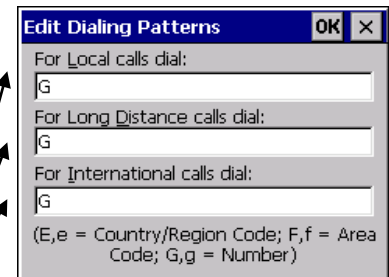 Edit Dialing Patterns OK ×
For Local calls dial:
G
For Long Distance calls dial:
G
For International calls dial:
G
(E,e = Country/Region Code; F,f = Area
Code; G,g = Number)